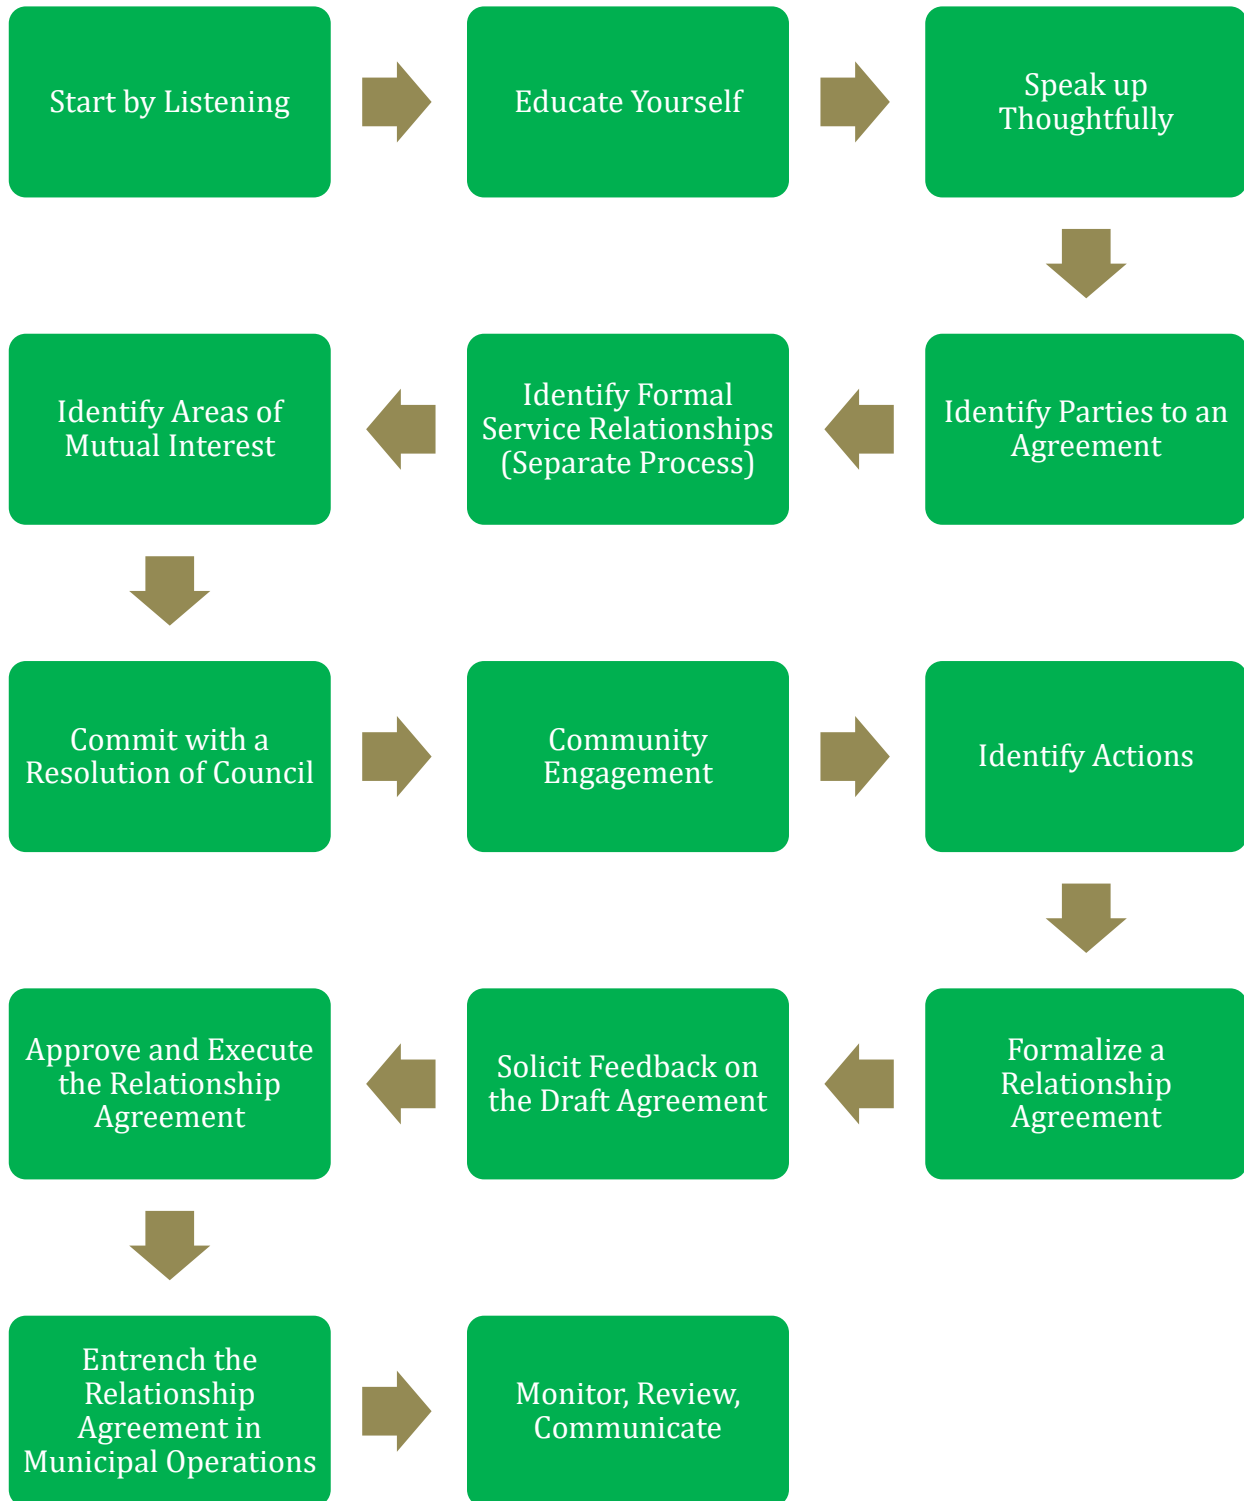 Start by Listening
Educate Yourself
Speak up
Thoughtfully
Identify Parties to an
Agreement
Identify Formal
Service Relationships
(Separate Process)
Identify Areas of
Mutual Interest
Commit with a
Resolution of Council
Community
Engagement
Identify Actions
Formalize a
Relationship
Agreement
Solicit Feedback on
the Draft Agreement
Approve and Execute
the Relationship
Agreement
Entrench the
Relationship
Agreement in
Municipal Operations
Monitor, Review,
Communicate